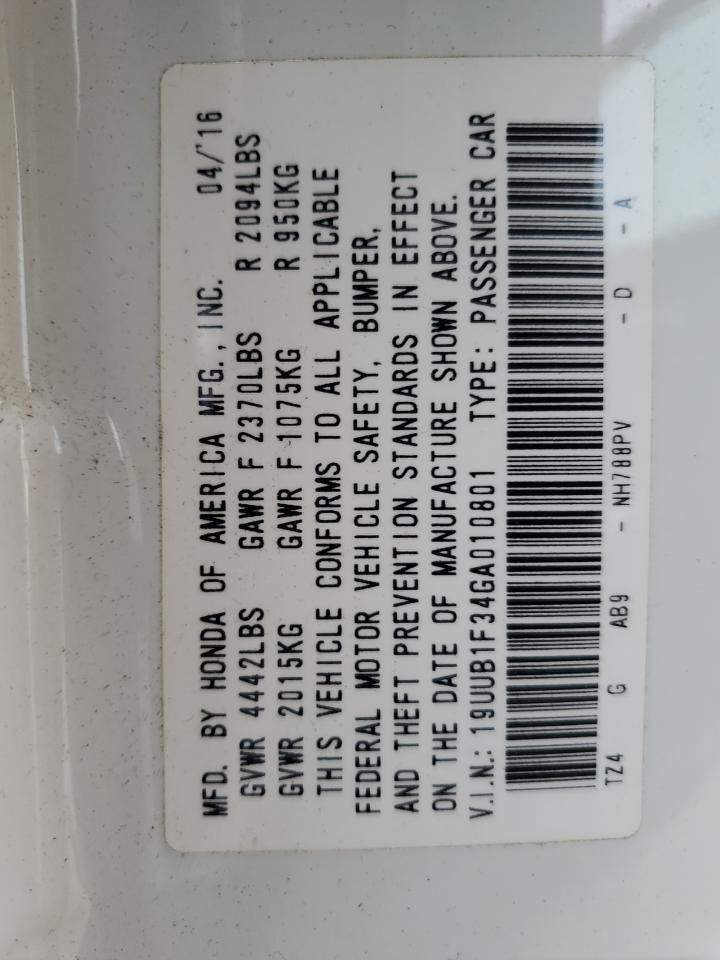 MFD. BY HONDA OF AMERICA MFG., INC. 04/'16
GVWR 4442LBS GAWR F 2370LBS R 2094LBS
GVWR 2015KG GAWR F 1075KG R 950KG
THIS VEHICLE CONFORMS TO ALL APPLICABLE
FEDERAL MOTOR VEHICLE SAFETY, BUMPER,
AND THEFT PREVENTION STANDARDS IN EFFECT
ON THE DATE OF MANUFACTURE SHOWN ABOVE.
V.I.N.: 19UUB1F34GA010801 TYPE: PASSENGER CAR
TZ4 G AB9 - NH788PV - D - A